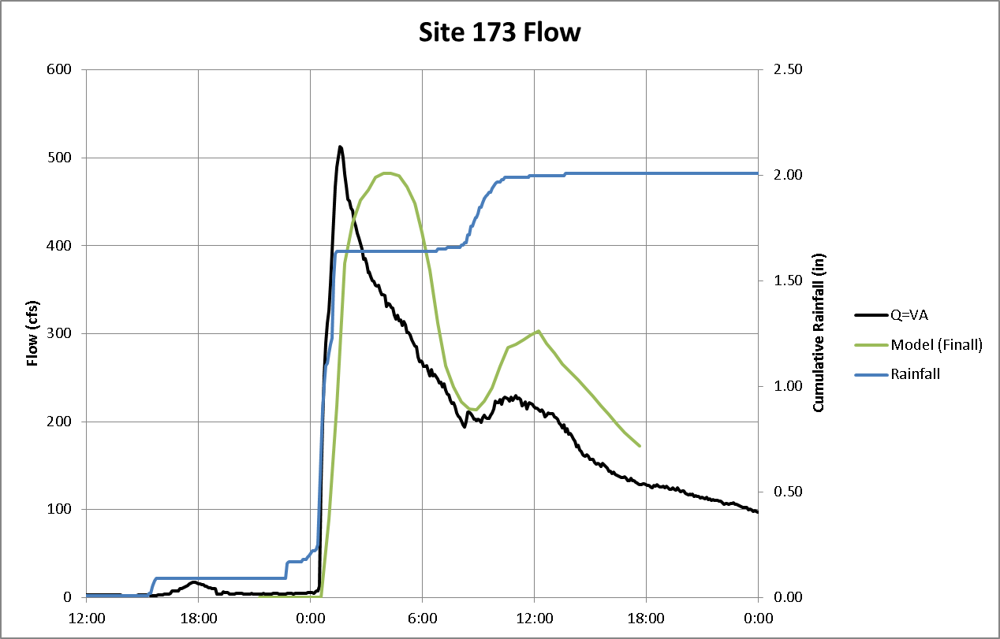 Site 173 Flow
600
500
400
300
200
100
0
Flow (cfs)
2.50
2.00
1.50
1.00
0.50
0.00
Cumulative Rainfall (in)
12:00 18:00 0:00 6:00 12:00 18:00 0:00
Q=VA
Model (Finall)
Rainfall